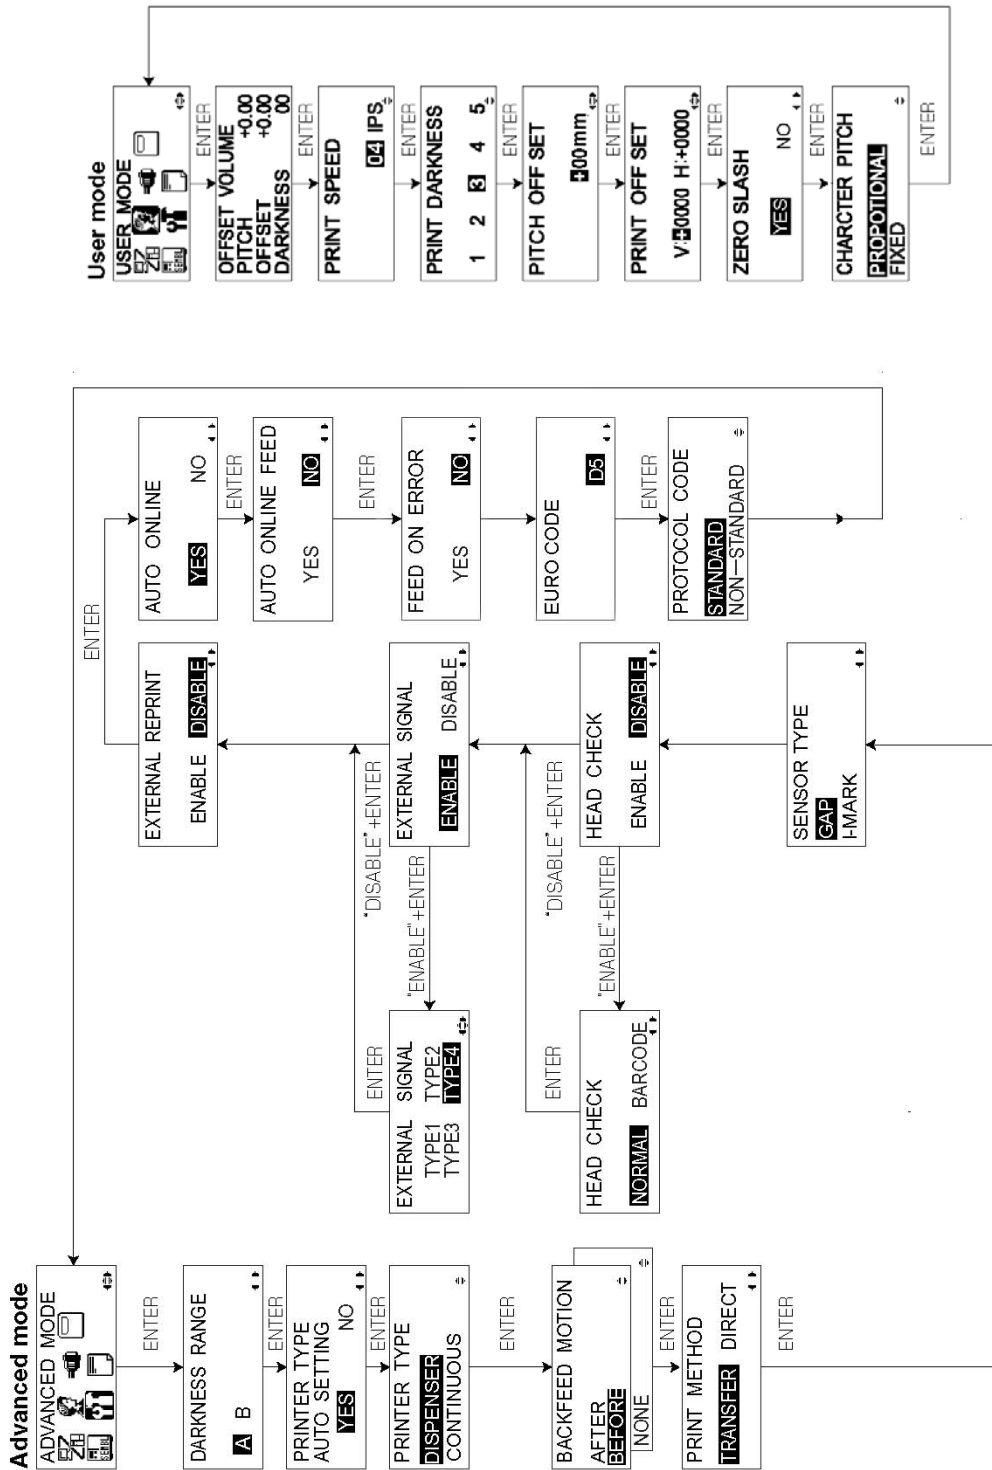 Advanced mode
ADVANCED MODE
ENTER
DARKNESS RANGE
A B
ENTER
PRINTER TYPE
AUTO SETTING
YES NO
ENTER
PRINTER TYPE
DISPENSER
CONTINUOUS
ENTER
BACKFEED MOTION
AFTER
BEFORE
NONE
ENTER
PRINT METHOD
TRANSFER DIRECT
ENTER
SENSOR TYPE
GAP
I-MARK
HEAD CHECK
ENABLE DISABLE
"ENABLE"+ENTER
"DISABLE"+ENTER
HEAD CHECK
NORMAL BARCODE
ENTER
EXTERNAL SIGNAL
ENABLE DISABLE
"ENABLE"+ENTER
"DISABLE"+ENTER
EXTERNAL SIGNAL
TYPE1 TYPE2
TYPE3 TYPE4
ENTER
EXTERNAL REPRINT
ENABLE DISABLE
ENTER
AUTO ONLINE
YES NO
ENTER
AUTO ONLINE FEED
YES NO
ENTER
FEED ON ERROR
YES NO
EURO CODE
D5
ENTER
PROTOCOL CODE
STANDARD
NON—STANDARD
User mode
USER MODE
ENTER
OFFSET VOLUME
PITCH +0.00
OFFSET +0.00
DARKNESS 00
ENTER
PRINT SPEED
04 IPS
ENTER
PRINT DARKNESS
1 2 3 4 5
ENTER
PITCH OFF SET
+00mm
ENTER
PRINT OFF SET
V:+0000 H:+0000
ENTER
ZERO SLASH
YES NO
ENTER
CHARCTER PITCH
PROPOTIONAL
FIXED
ENTER